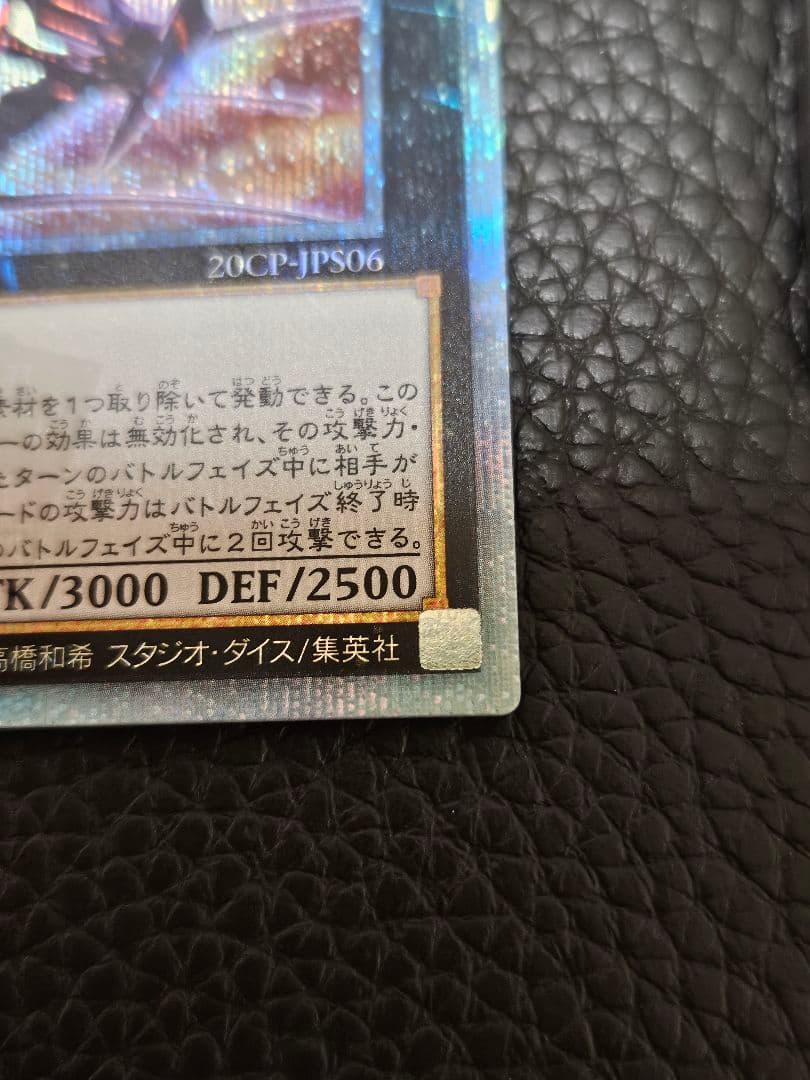 20CP-JPS06
素材を1つ取り除いて発動できる。この
ーの効果は無効化され、その攻撃力・
たターンのバトルフェイズ中に相手が
ードの攻撃力はバトルフェイズ終了時
のバトルフェイズ中に2回攻撃できる。
TK/3000 DEF/2500
高橋和希 スタジオ・ダイス/集英社